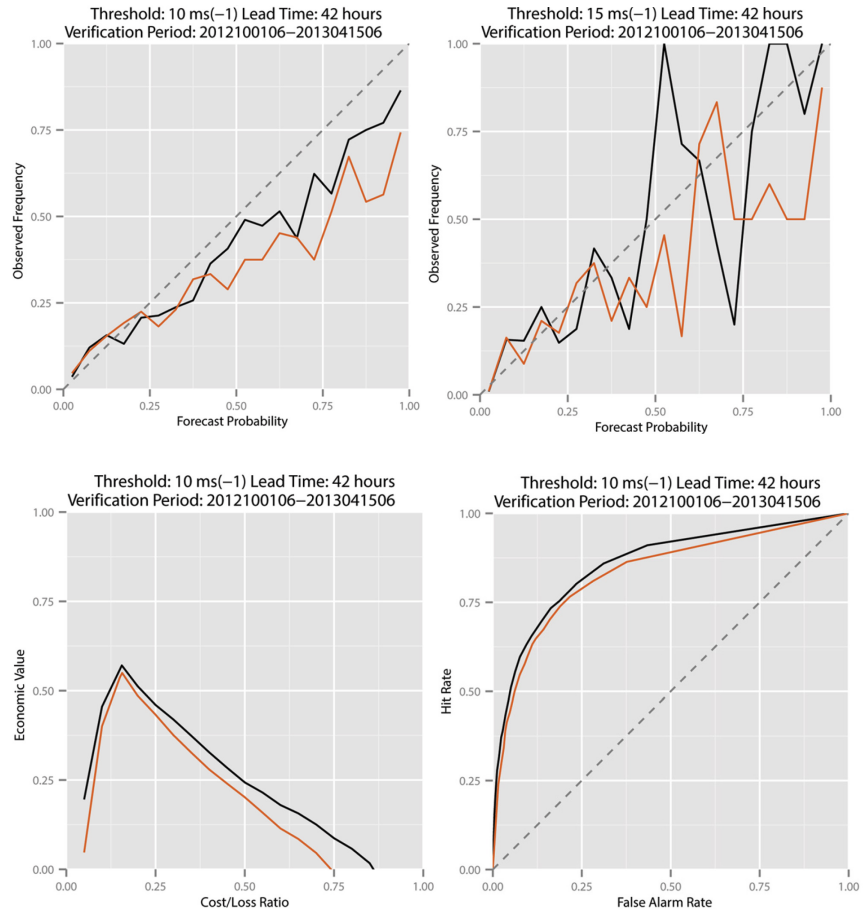 Threshold: 10 ms(−1) Lead Time: 42 hours
Verification Period: 2012100106−2013041506
1.00
0.75
0.50
0.25
0.00
Observed Frequency
0.00
0.25
0.50
0.75
1.00
Forecast Probability
Threshold: 15 ms(−1) Lead Time: 42 hours
Verification Period: 2012100106−2013041506
1.00
0.75
0.50
0.25
0.00
Observed Frequency
0.00
0.25
0.50
0.75
1.00
Forecast Probability
Threshold: 10 ms(−1) Lead Time: 42 hours
Verification Period: 2012100106−2013041506
1.00
0.75
0.50
0.25
0.00
Economic Value
0.00
0.25
0.50
0.75
1.00
Cost/Loss Ratio
Threshold: 10 ms(−1) Lead Time: 42 hours
Verification Period: 2012100106−2013041506
1.00
0.75
0.50
0.25
0.00
Hit Rate
0.00
0.25
0.50
0.75
1.00
False Alarm Rate